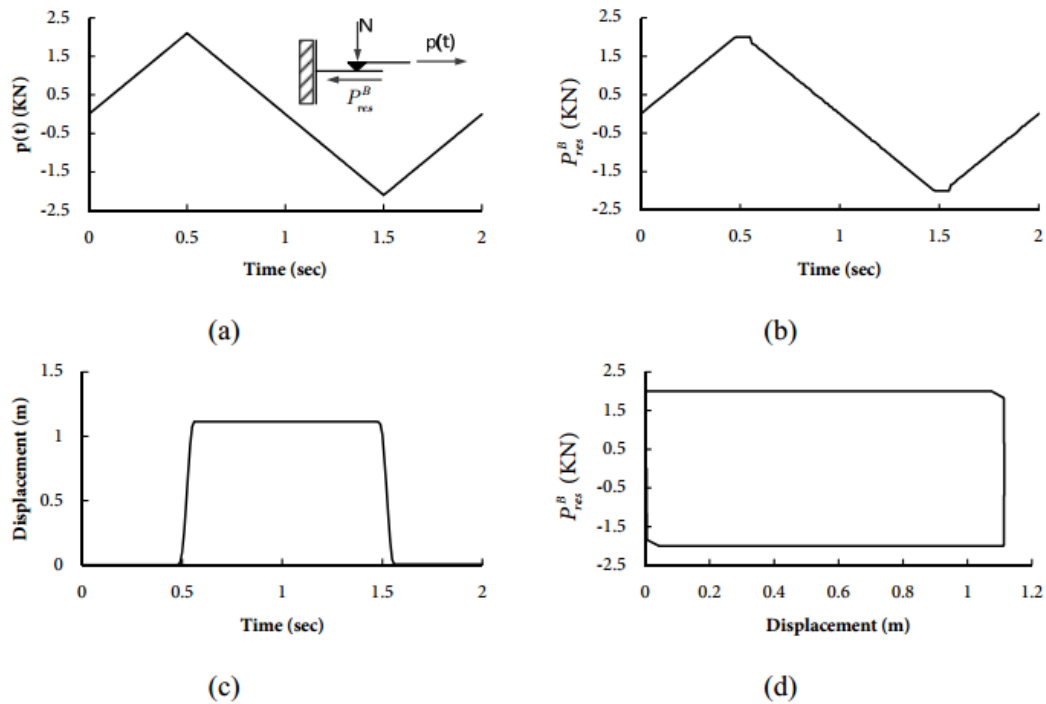 2.5
1.5
0.5
-0.5
-1.5
-2.5
p(t) (KN)
0 0.5 1 1.5 2
Time (sec)
N
p(t)
P^B_res
(a)
2.5
1.5
0.5
-0.5
-1.5
-2.5
P^B_res (KN)
0 0.5 1 1.5 2
Time (sec)
(b)
1.5
1
0.5
0
Displacement (m)
0 0.5 1 1.5 2
Time (sec)
(c)
2.5
1.5
0.5
-0.5
-1.5
-2.5
P^B_res (KN)
0 0.2 0.4 0.6 0.8 1 1.2
Displacement (m)
(d)